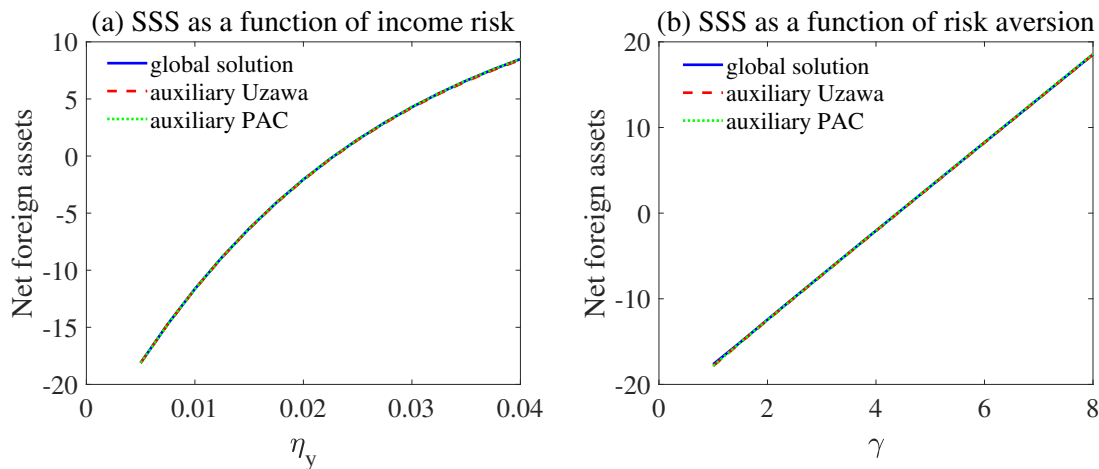 (a) SSS as a function of income risk
10
5
0
-5
-10
-15
-20
Net foreign assets
global solution
auxiliary Uzawa
auxiliary PAC
0
0.01
0.02
0.03
0.04
η_y
(b) SSS as a function of risk aversion
20
10
0
-10
-20
Net foreign assets
global solution
auxiliary Uzawa
auxiliary PAC
0
2
4
6
8
γ